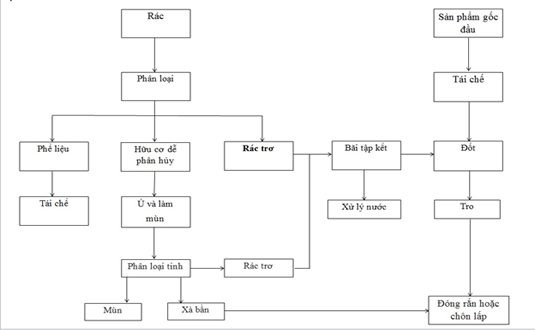 Rác
Sản phẩm gốc
dầu
Phân loại
Tái chế
Phế liệu
Hữu cơ dễ
phân hủy
Rác trơ
Bãi tập kết
Đốt
Tái chế
Ủ và làm
mùn
Xử lý nước
Tro
Phân loại tinh
Rác trơ
Mùn
Xà bần
Đóng rắn hoặc
chôn lấp